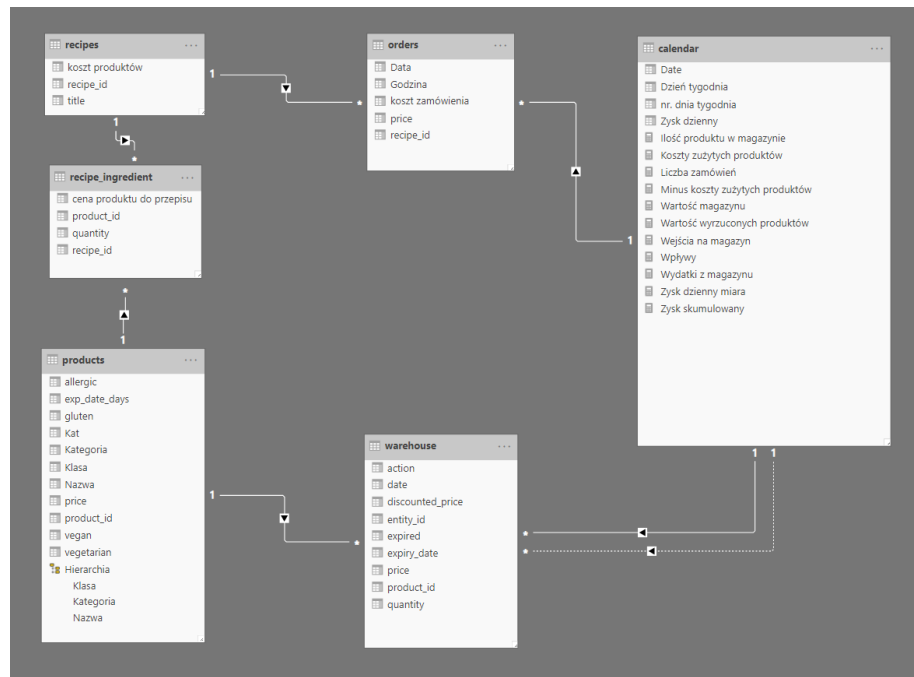 recipes
koszt produktów
recipe_id
title
1
*
1
*
orders
Data
Godzina
koszt zamówienia
price
recipe_id
*
1
calendar
Date
Dzień tygodnia
nr. dnia tygodnia
Zysk dzienny
Ilość produktu w magazynie
Koszty zużytych produktów
Liczba zamówień
Minus koszty zużytych produktów
Wartość magazynu
Wartość wyrzuconych produktów
Wejścia na magazyn
Wpływy
Wydatki z magazynu
Zysk dzienny miara
Zysk skumulowany
1 1
recipe_ingredient
cena produktu do przepisu
product_id
quantity
recipe_id
*
1
products
allergic
exp_date_days
gluten
Kat
Kategoria
Klasa
Nazwa
price
product_id
vegan
vegetarian
Hierarchia
Klasa
Kategoria
Nazwa
1
*
warehouse
action
date
discounted_price
entity_id
expired
expiry_date
price
product_id
quantity
*
*